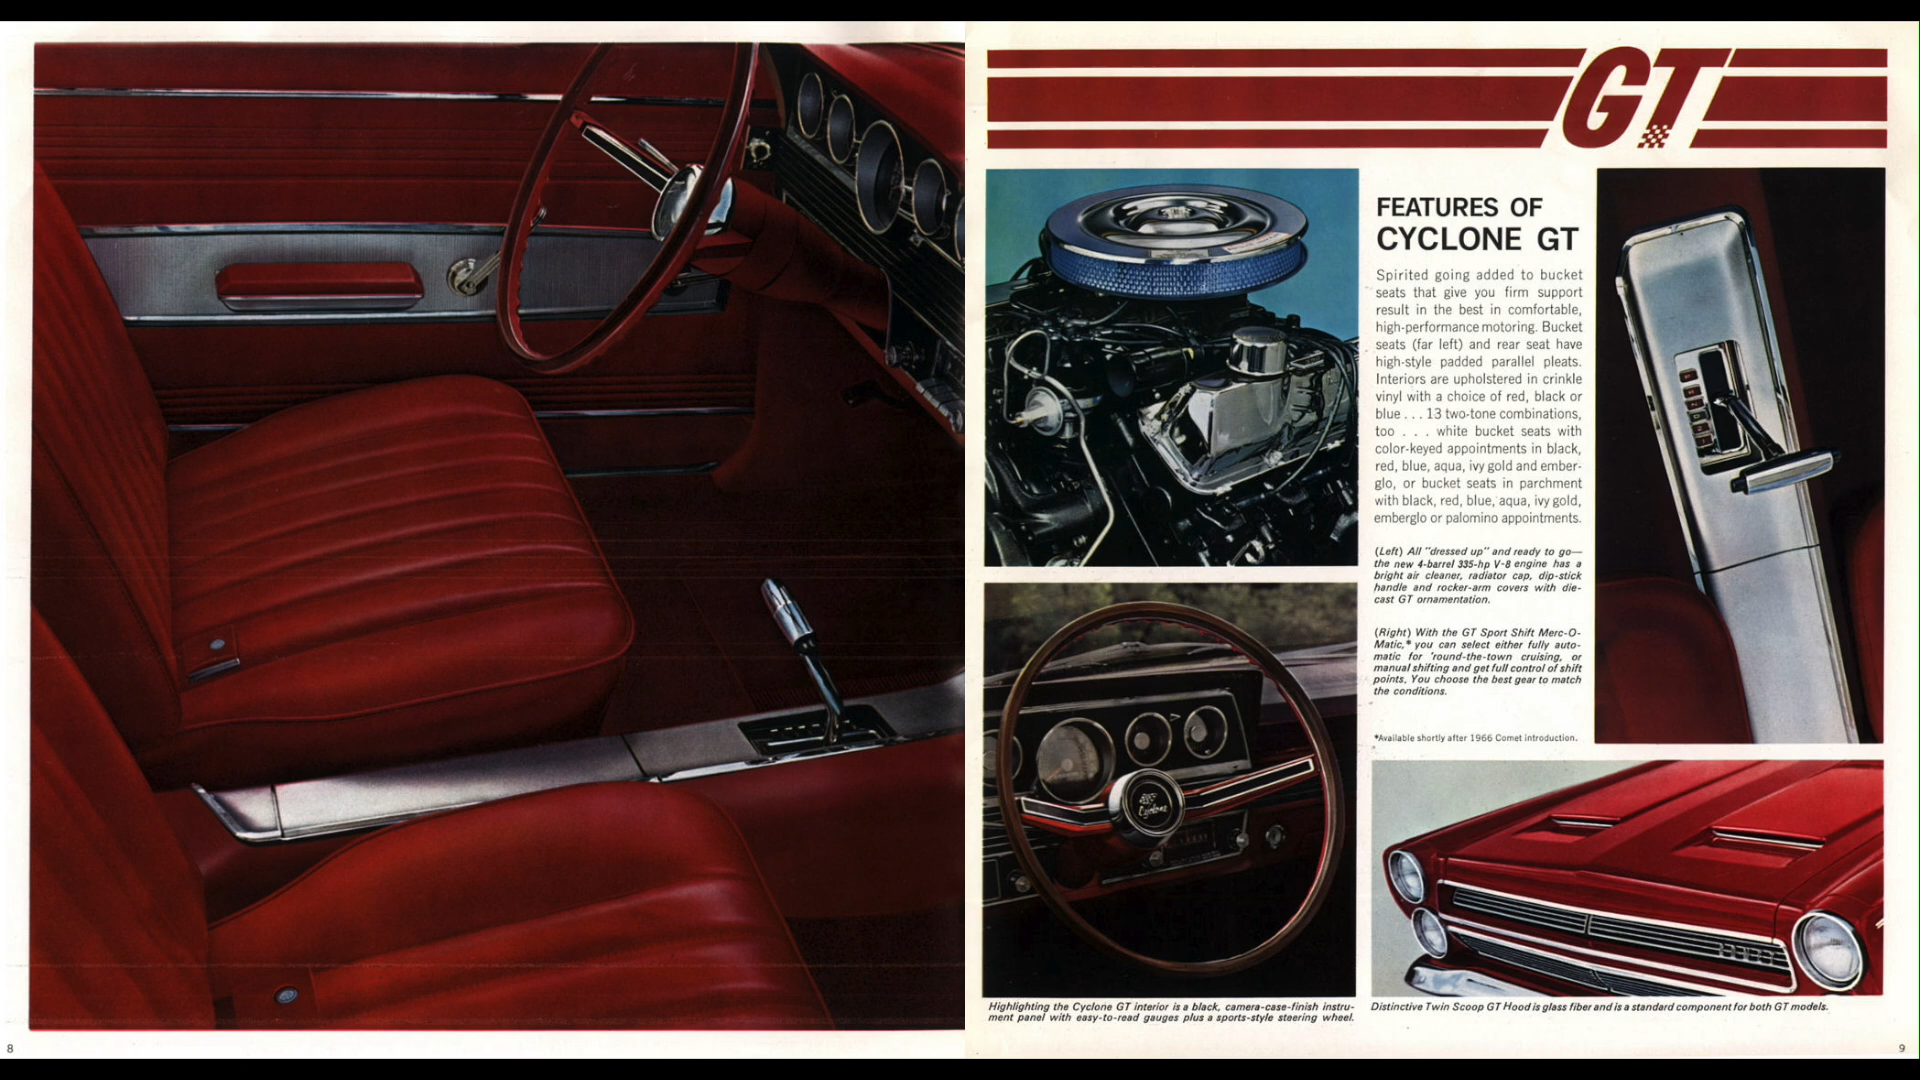 GT
FEATURES OF
CYCLONE GT
Spirited going added to bucket
seats that give you firm support
result in the best in comfortable,
high-performance motoring. Bucket
seats (far left) and rear seat have
high-style padded parallel pleats.
Interiors are upholstered in crinkle
vinyl with a choice of red, black or
blue . . . 13 two-tone combinations,
too . . . white bucket seats with
color-keyed appointments in black,
red, blue, aqua, ivy gold and ember-
glo, or bucket seats in parchment
with black, red, blue, aqua, ivy gold,
emberglo or palomino appointments.
(Left) All "dressed up" and ready to go—
the new 4-barrel 335-hp V-8 engine has a
bright air cleaner, radiator cap, dip-stick
handle and rocker-arm covers with die-
cast GT ornamentation.
(Right) With the GT Sport Shift Merc-O-
Matic,* you can select either fully auto-
matic for 'round-the-town cruising, or
manual shifting and get full control of shift
points. You choose the best gear to match
the conditions.
*Available shortly after 1966 Comet introduction.
Cyclone
Highlighting the Cyclone GT interior is a black, camera-case-finish instru-
ment panel with easy-to-read gauges plus a sports-style steering wheel.
Distinctive Twin Scoop GT Hood is glass fiber and is a standard component for both GT models.
8
9